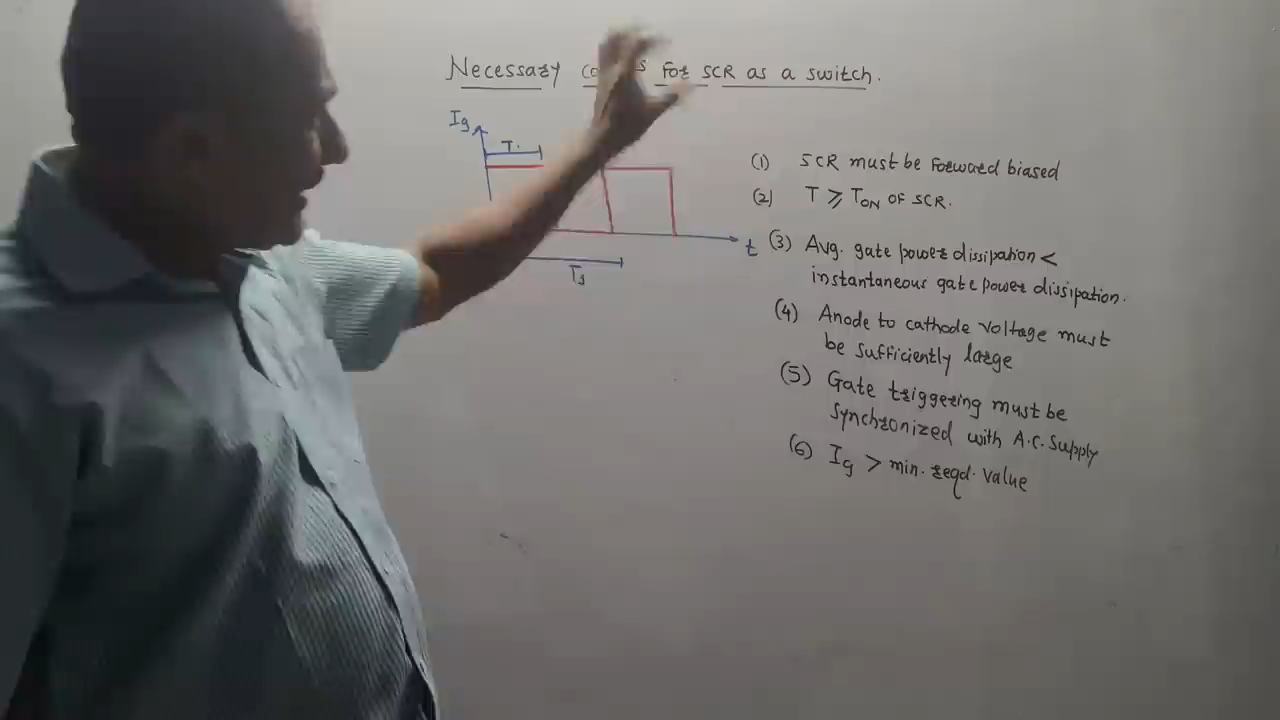 Necessary for SCR as a switch.
Ig
T
t
Ts
(1) SCR must be Forward biased
(2) T ≥ TON OF SCR.
(3) Avg. gate power dissipation <
instantaneous gate power dissipation.
(4) Anode to cathode voltage must
be sufficiently large
(5) Gate triggering must be
synchronized with A.C. supply
(6) Ig > min. reqd. value